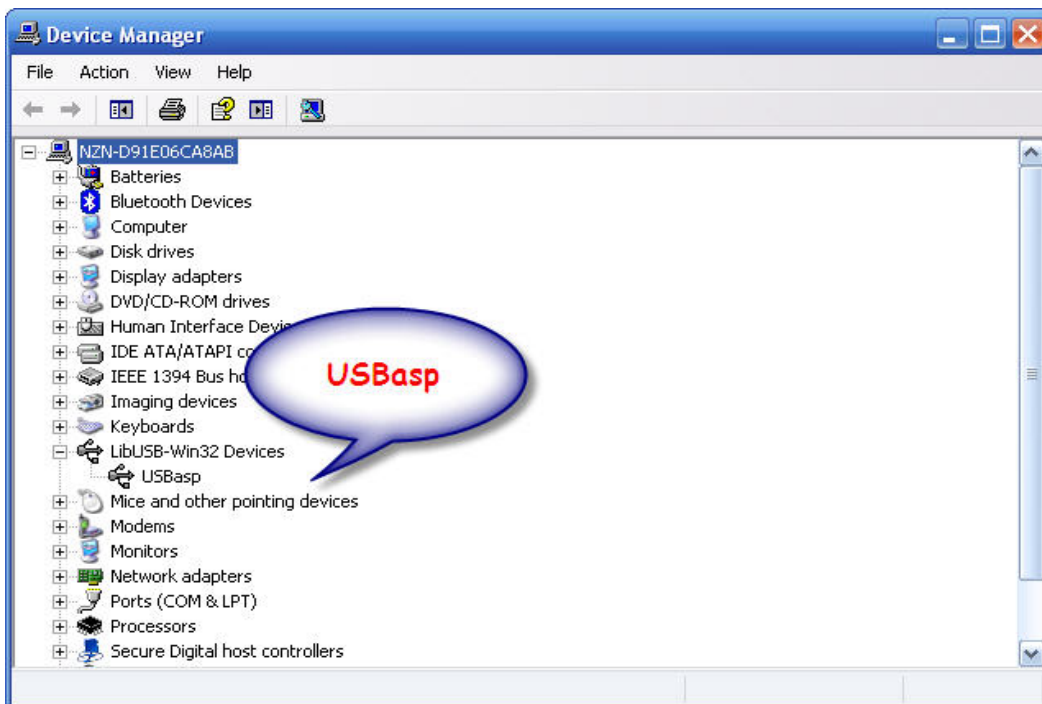 Device Manager
File Action View Help
NZN-D91E06CA8AB
Batteries
Bluetooth Devices
Computer
Disk drives
Display adapters
DVD/CD-ROM drives
Human Interface
IDE ATA/ATAPI
IEEE 1394 Bus
USBasp
Imaging devices
Keyboards
LibUSB-Win32 Devices
USBasp
Mice and other pointing devices
Modems
Monitors
Network adapters
Ports (COM & LPT)
Processors
Secure Digital host controllers